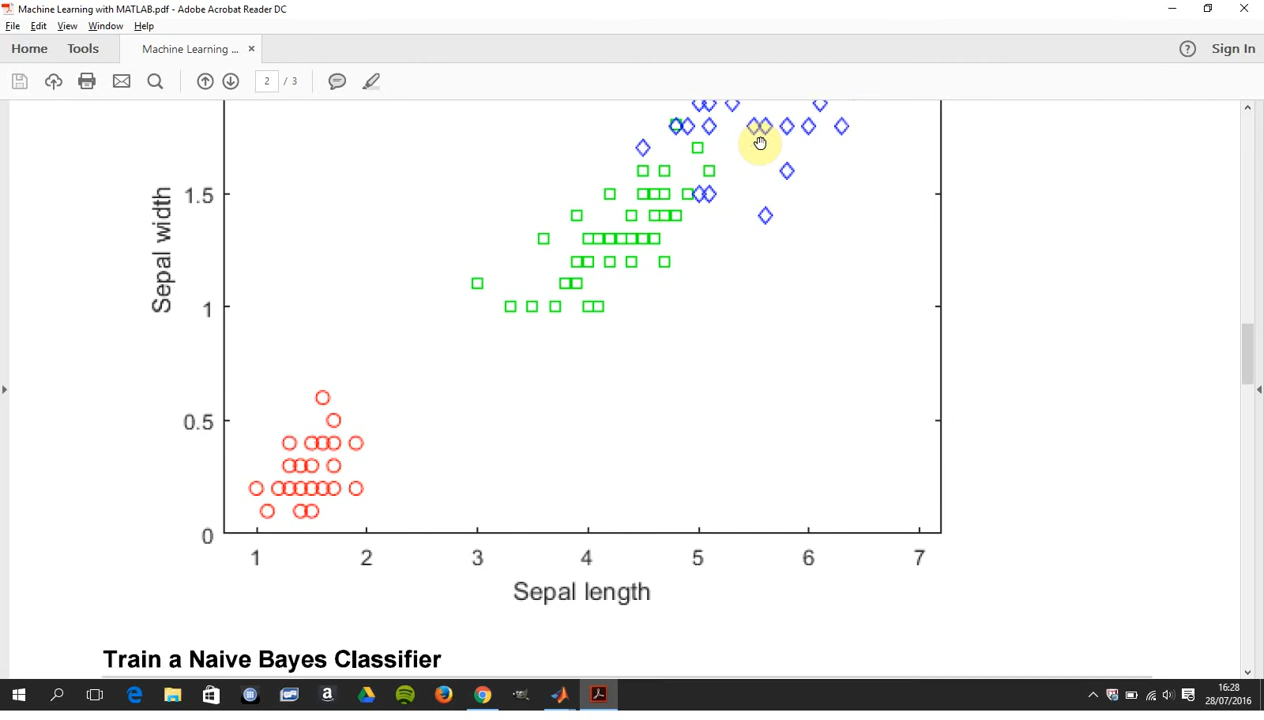 Machine Learning with MATLAB.pdf - Adobe Acrobat Reader DC
File Edit View Window Help
Home Tools Machine Learning ... × Sign In
2 / 3
Sepal width
1.5
1
0.5
0
1 2 3 4 5 6 7
Sepal length
Train a Naive Bayes Classifier
16:28
28/07/2016